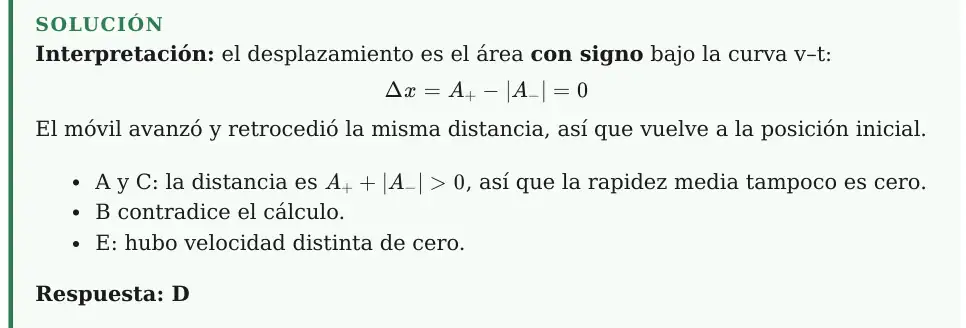 SOLUCIÓN
Interpretación: el desplazamiento es el área con signo bajo la curva v–t:
Δx = A₊ − |A₋| = 0
El móvil avanzó y retrocedió la misma distancia, así que vuelve a la posición inicial.
• A y C: la distancia es A₊ + |A₋| > 0, así que la rapidez media tampoco es cero.
• B contradice el cálculo.
• E: hubo velocidad distinta de cero.
Respuesta: D